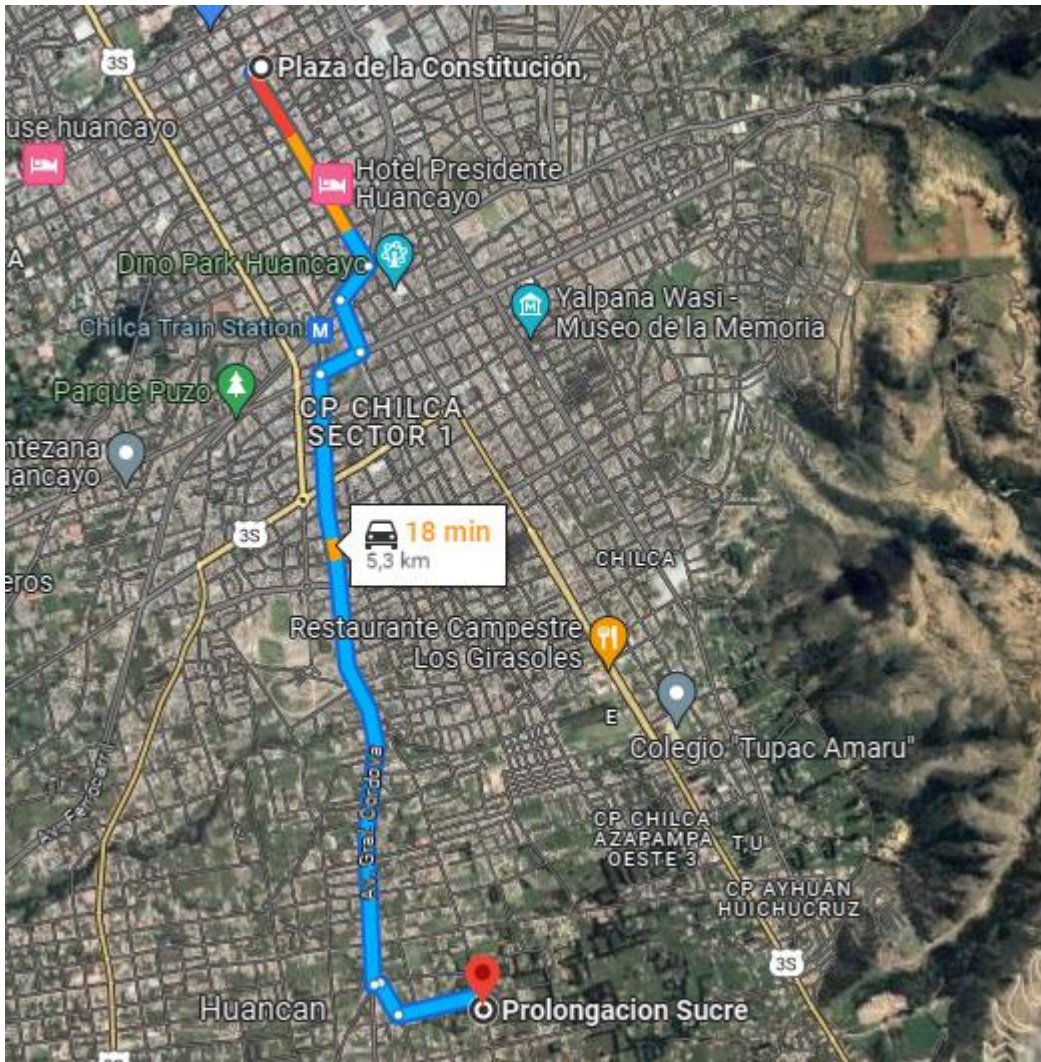 3S
Plaza de la Constitución,
use huancayo
Hotel Presidente
Huancayo
A
Dino Park Huancayo
Yalpana Wasi -
Museo de la Memoria
Chilca Train Station
M
Parque Puzo
CP CHILCA
SECTOR 1
ntezana
uancayo
3S
18 min
5,3 km
CHILCA
eros
Restaurante Campestre
Los Girasoles
E
Colegio "Tupac Amaru"
Av. Ferrocarril
Av. Gral Cordova
CP CHILCA
AZAPAMPA
OESTE 3
T,U
CP AYHUAN
HUICHUCRUZ
3S
Huancan
Prolongacion Sucre